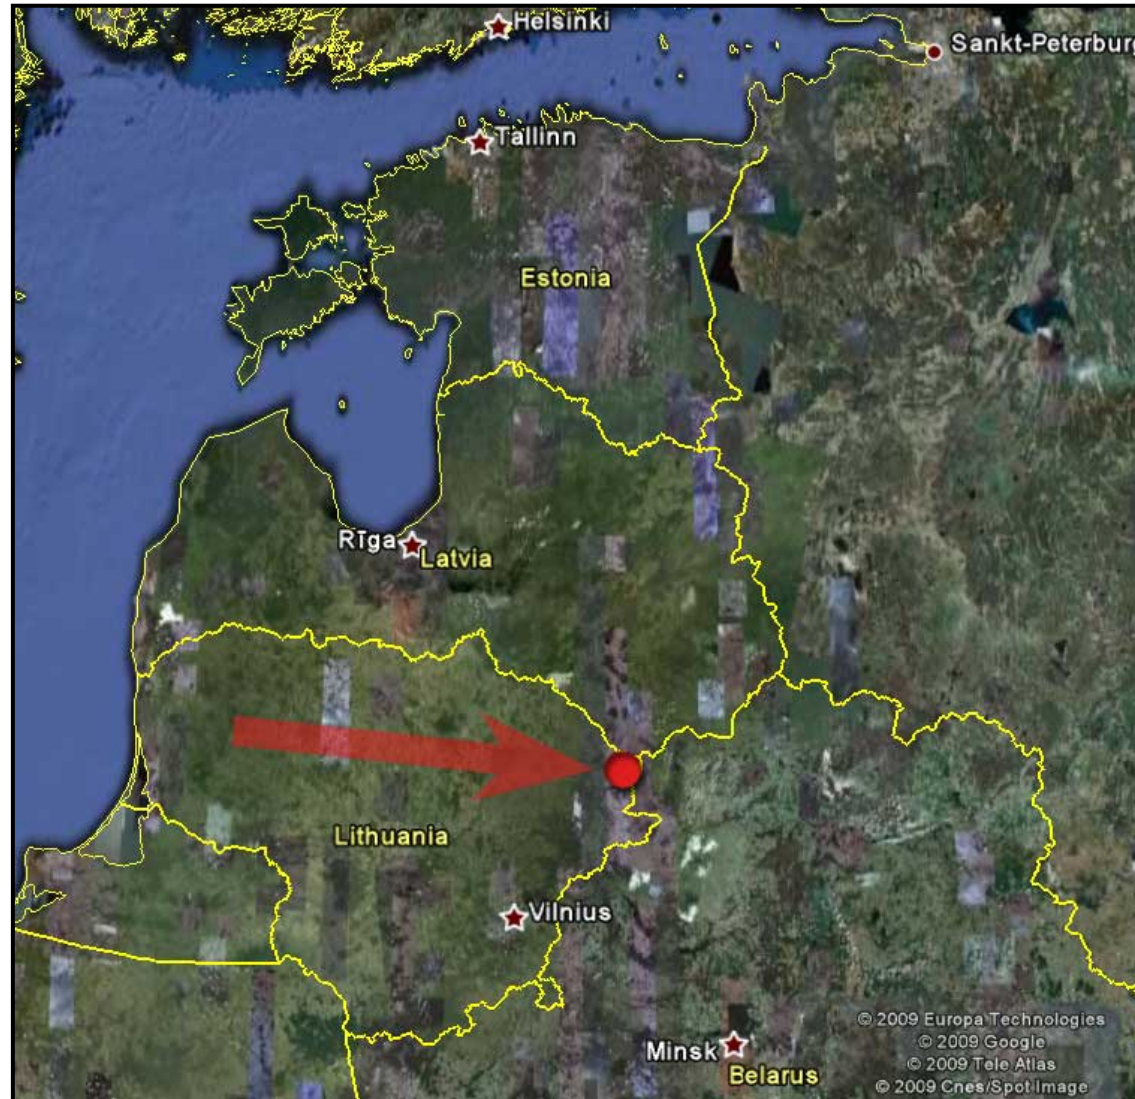 Helsinki
Sankt-Peterburg
Tallinn
Estonia
Rīga
Latvia
Lithuania
Vilnius
Minsk
Belarus
© 2009 Europa Technologies
© 2009 Google
© 2009 Tele Atlas
© 2009 Cnes/Spot Image